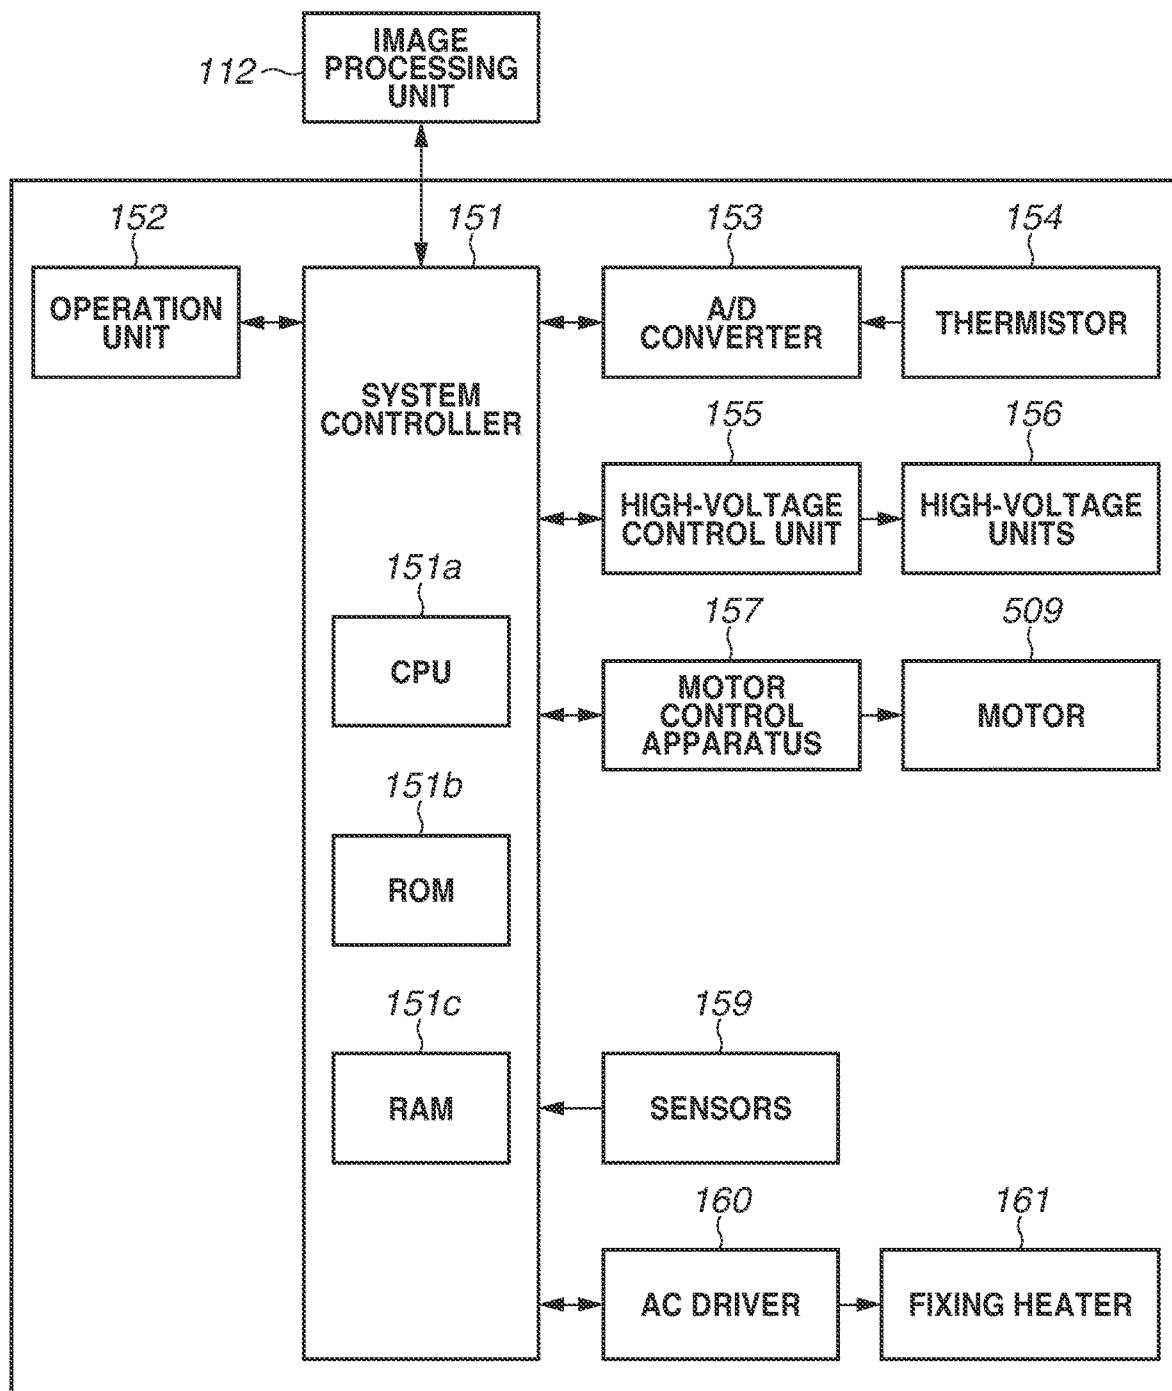 IMAGE
PROCESSING
UNIT
112
152
151
153
154
OPERATION
UNIT
A/D
CONVERTER
THERMISTOR
SYSTEM
CONTROLLER
155
156
HIGH-VOLTAGE
CONTROL UNIT
HIGH-VOLTAGE
UNITS
151a
CPU
157
509
MOTOR
CONTROL
APPARATUS
MOTOR
151b
ROM
151c
RAM
159
SENSORS
160
161
AC DRIVER
FIXING HEATER